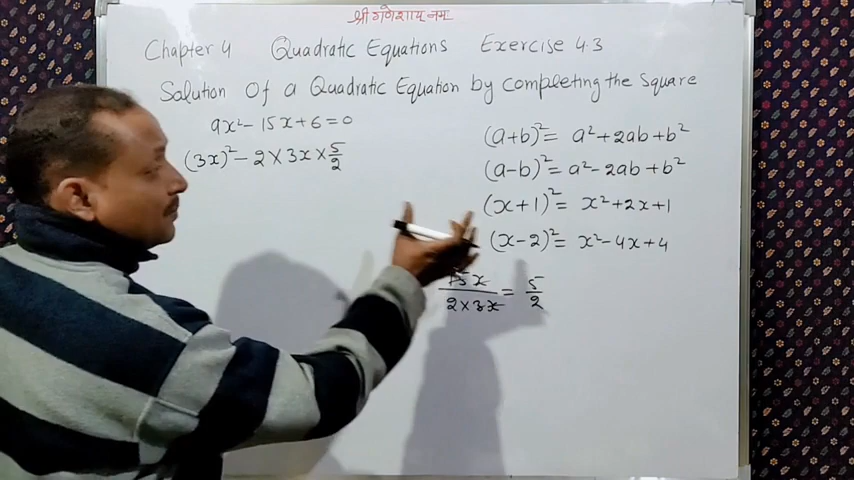 श्री गणेशाय नमः
Chapter 4 Quadratic Equations Exercise 4.3
Solution Of a Quadratic Equation by Completing the Square
9x² - 15x + 6 = 0
(3x)² - 2 × 3x × 5/2
(a+b)² = a² + 2ab + b²
(a-b)² = a² - 2ab + b²
(x+1)² = x² + 2x + 1
(x-2)² = x² - 4x + 4
15x / 2×3x = 5/2